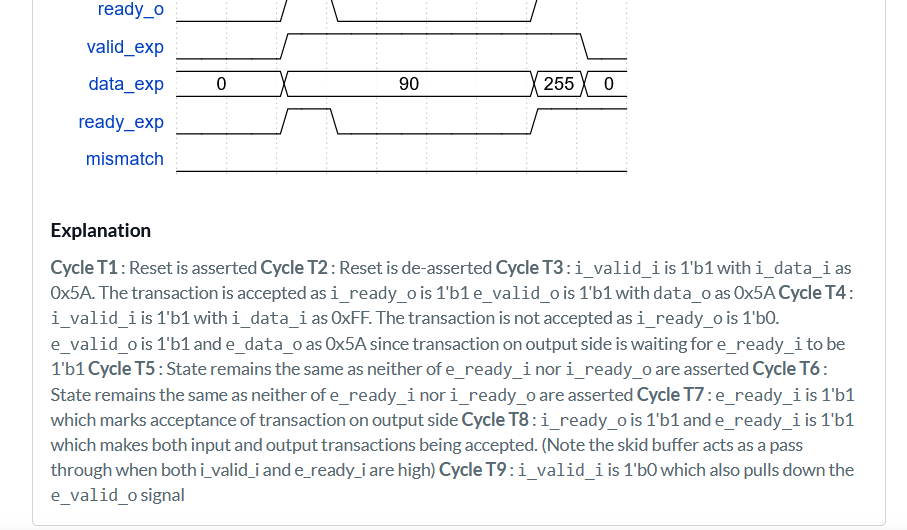 ready_o
valid_exp
data_exp 0 90 255 0
ready_exp
mismatch
Explanation
Cycle T1 : Reset is asserted Cycle T2 : Reset is de-asserted Cycle T3 : i_valid_i is 1'b1 with i_data_i as
0x5A. The transaction is accepted as i_ready_o is 1'b1 e_valid_o is 1'b1 with data_o as 0x5A Cycle T4 :
i_valid_i is 1'b1 with i_data_i as 0xFF. The transaction is not accepted as i_ready_o is 1'b0.
e_valid_o is 1'b1 and e_data_o as 0x5A since transaction on output side is waiting for e_ready_i to be
1'b1 Cycle T5 : State remains the same as neither of e_ready_i nor i_ready_o are asserted Cycle T6 :
State remains the same as neither of e_ready_i nor i_ready_o are asserted Cycle T7 : e_ready_i is 1'b1
which marks acceptance of transaction on output side Cycle T8 : i_ready_o is 1'b1 and e_ready_i is 1'b1
which makes both input and output transactions being accepted. (Note the skid buffer acts as a pass
through when both i_valid_i and e_ready_i are high) Cycle T9 : i_valid_i is 1'b0 which also pulls down the
e_valid_o signal